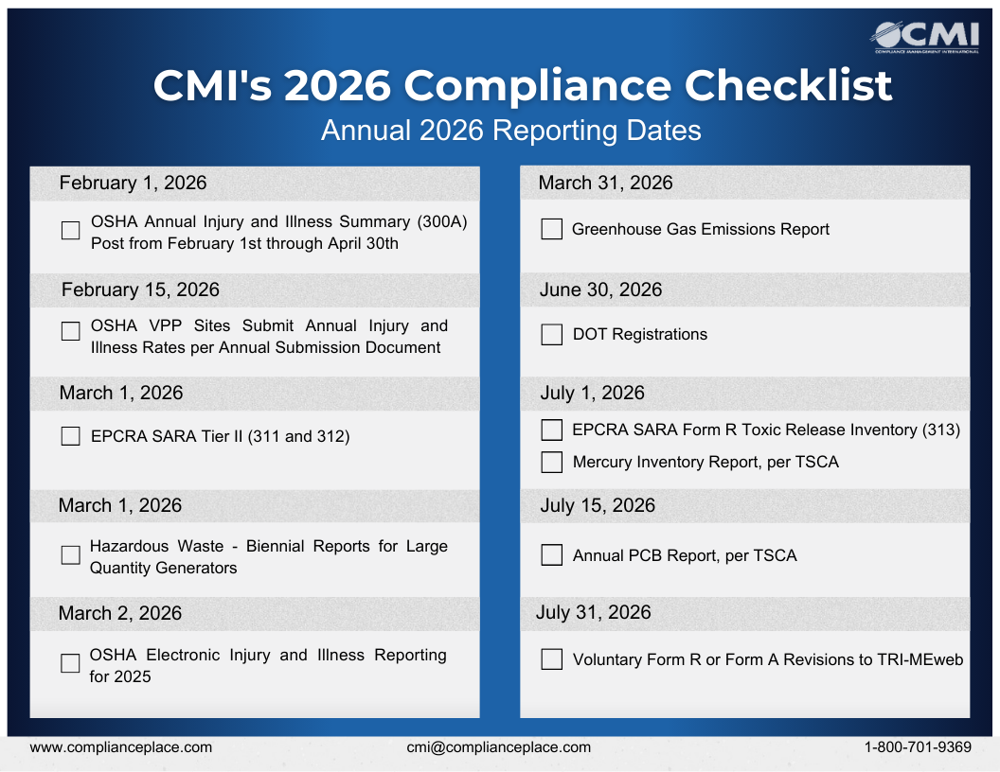 CMI
COMPLIANCE MANAGEMENT INTERNATIONAL
CMI's 2026 Compliance Checklist
Annual 2026 Reporting Dates
February 1, 2026
OSHA Annual Injury and Illness Summary (300A)
Post from February 1st through April 30th
February 15, 2026
OSHA VPP Sites Submit Annual Injury and
Illness Rates per Annual Submission Document
March 1, 2026
EPCRA SARA Tier II (311 and 312)
March 1, 2026
Hazardous Waste - Biennial Reports for Large
Quantity Generators
March 2, 2026
OSHA Electronic Injury and Illness Reporting
for 2025
March 31, 2026
Greenhouse Gas Emissions Report
June 30, 2026
DOT Registrations
July 1, 2026
EPCRA SARA Form R Toxic Release Inventory (313)
Mercury Inventory Report, per TSCA
July 15, 2026
Annual PCB Report, per TSCA
July 31, 2026
Voluntary Form R or Form A Revisions to TRI-MEweb
www.complianceplace.com
cmi@complianceplace.com
1-800-701-9369